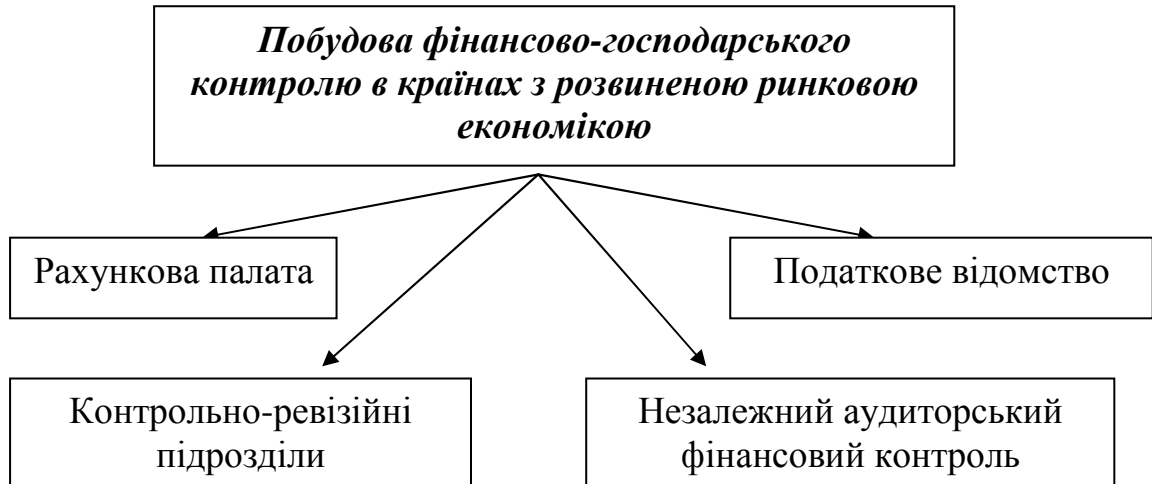 Побудова фінансово-господарського
контролю в країнах з розвиненою ринковою
економікою
Рахункова палата
Податкове відомство
Контрольно-ревізійні
підрозділи
Незалежний аудиторський
фінансовий контроль